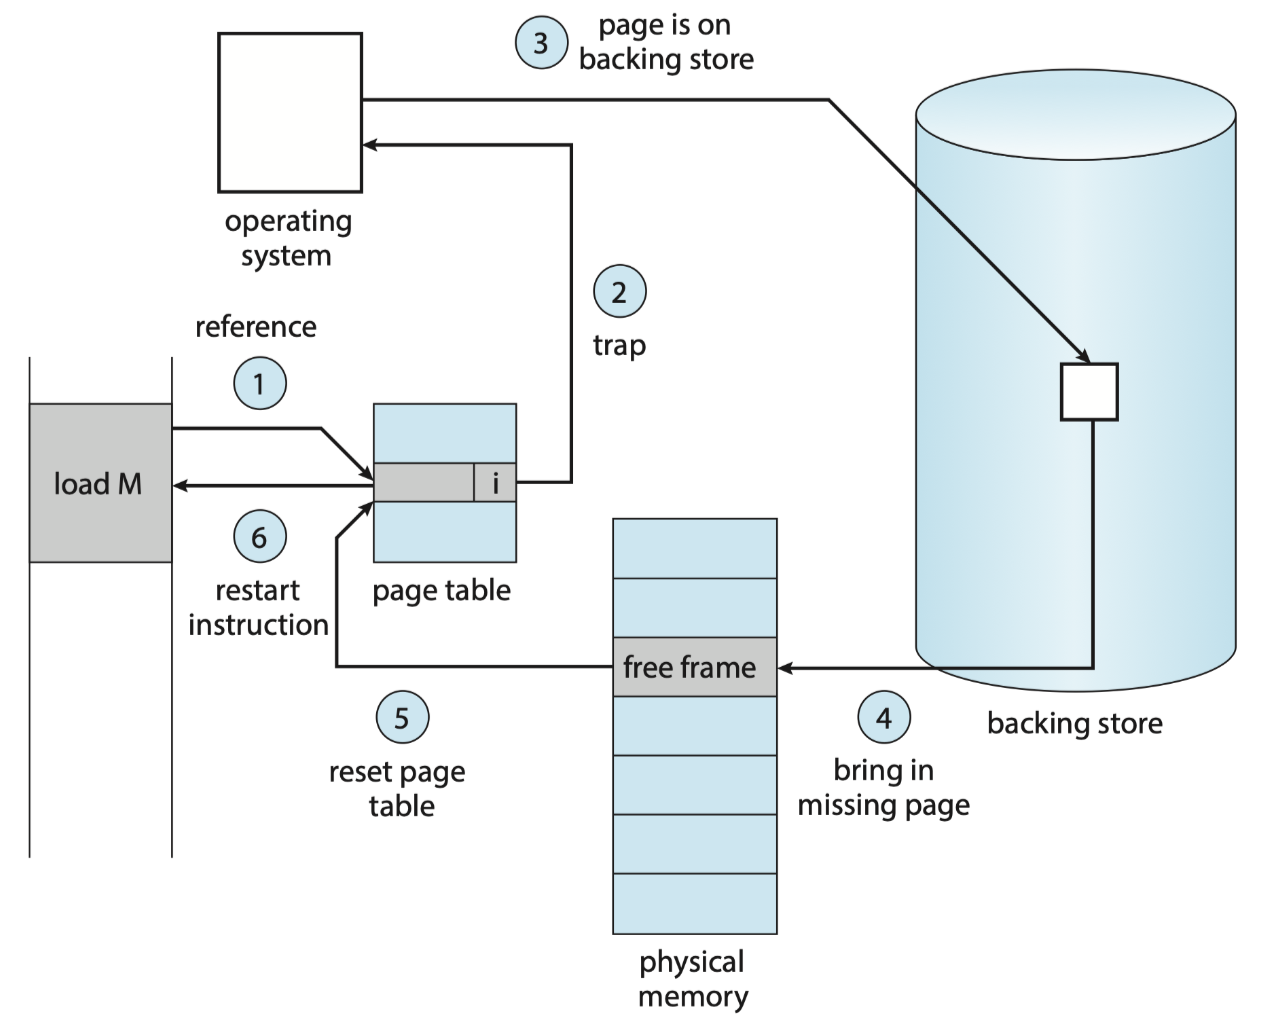 3
page is on
backing store
operating
system
2
trap
reference
1
load M
i
6
restart
instruction
page table
free frame
5
reset page
table
4
bring in
missing page
backing store
physical
memory